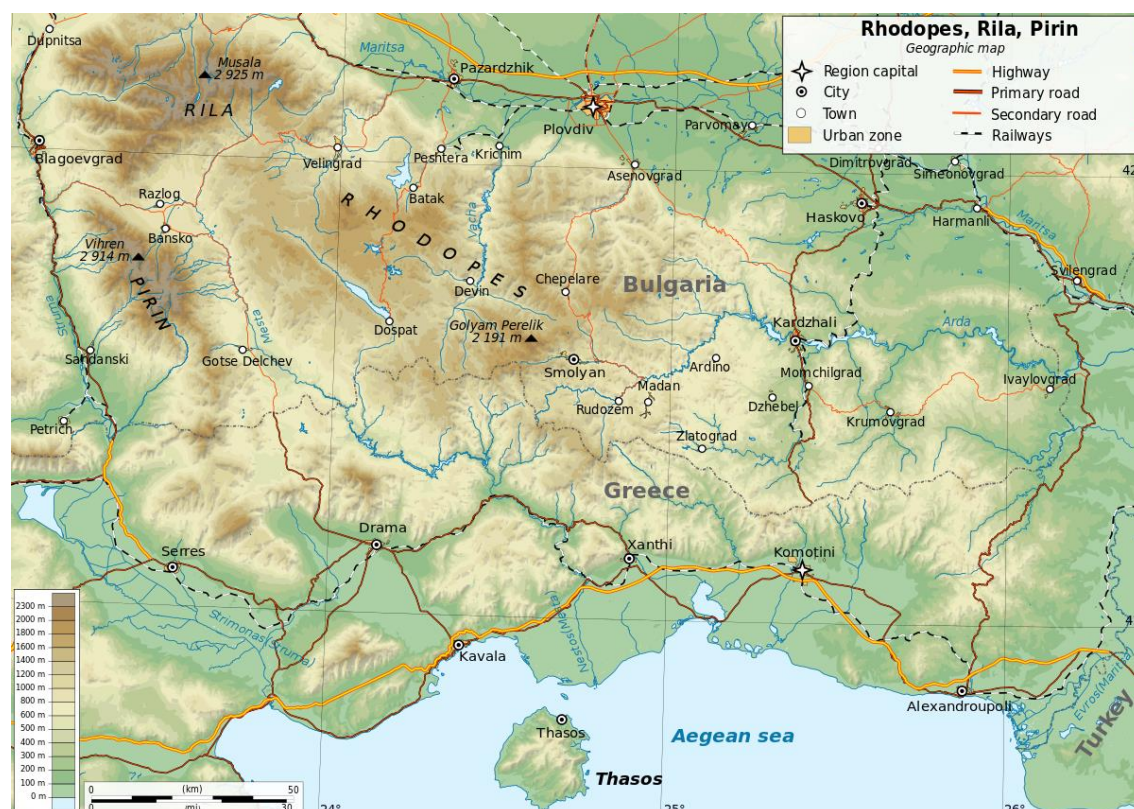 Rhodopes, Rila, Pirin
Geographic map
Region capital
City
Town
Urban zone
Highway
Primary road
Secondary road
Railways
Dupnitsa
Maritsa
Musala
2 925 m
Pazardzhik
RILA
Plovdiv
Parvomay
Blagoevgrad
Velingrad
Peshtera
Krichim
Asenovgrad
Dimitrovgrad
Simeonovgrad
42
Razlog
Batak
RHODOPES
Vacha
Haskovo
Harmanli
Maritsa
Bansko
Vihren
2 914 m
PIRIN
Devin
Chepelare
Bulgaria
Svilengrad
Struma
Mesta
Dospat
Golyam Perelik
2 191 m
Kardzhali
Arda
Sandanski
Gotse Delchev
Smolyan
Ardino
Momchilgrad
Ivaylovgrad
Madan
Rudozem
Dzhebel
Krumovgrad
Petrich
Zlatograd
Greece
Drama
Serres
Xanthi
Komotini
2300 m
2000 m
1800 m
1600 m
1400 m
1200 m
1000 m
800 m
600 m
400 m
300 m
200 m
100 m
0 m
Strimonas(Struma)
Nestos(Mesta)
Kavala
Alexandroupoli
Evros(Maritsa)
Turkey
Thasos
Aegean sea
Thasos
0 (km) 50
0 30
24°
25°
26°